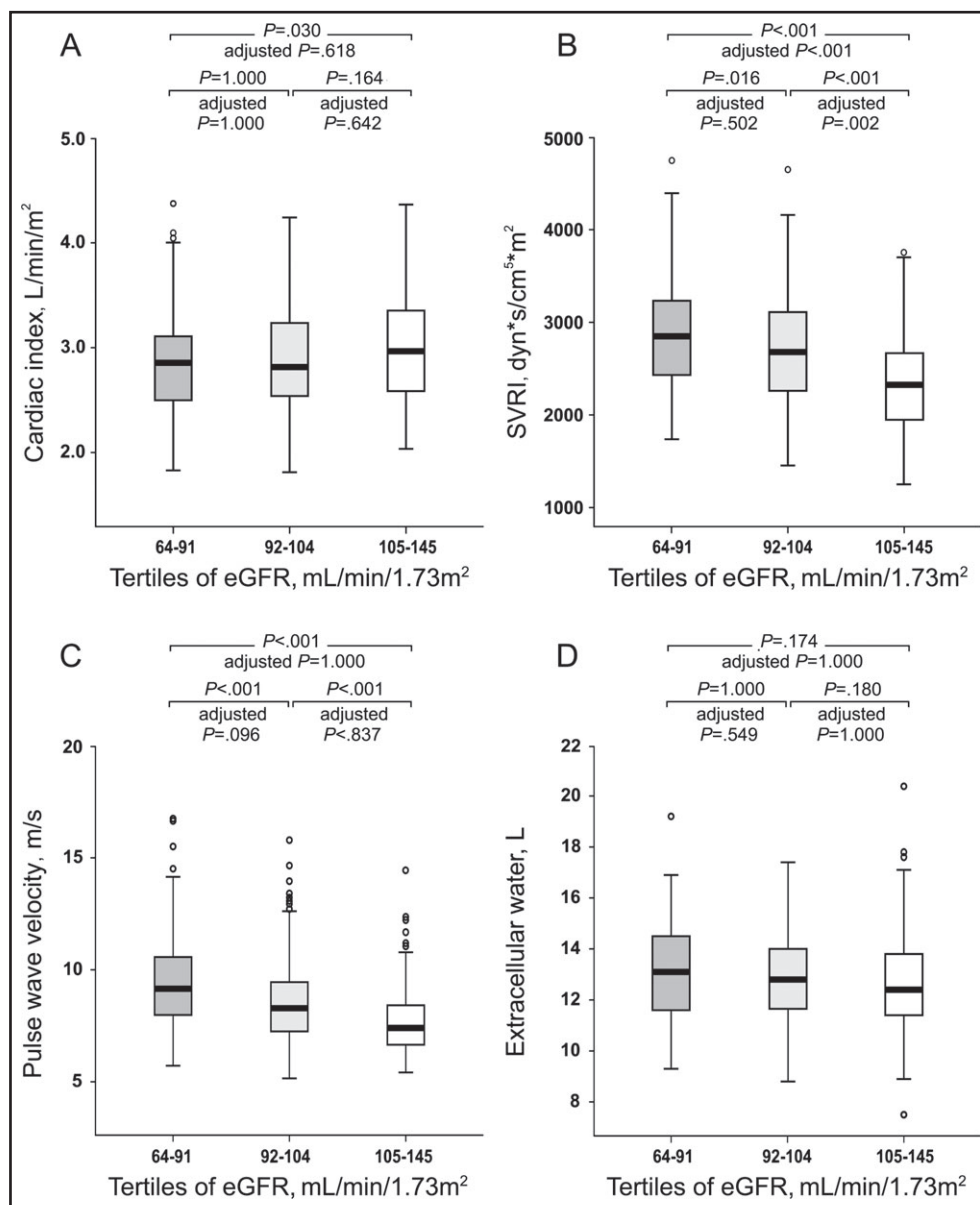 A
P=.030
adjusted P=.618
P=1.000 P=.164
adjusted adjusted
P=1.000 P=.642
5.0
4.0
3.0
2.0
Cardiac index, L/min/m²
64-91 92-104 105-145
Tertiles of eGFR, mL/min/1.73m²
B
P<.001
adjusted P<.001
P=.016 P<.001
adjusted adjusted
P=.502 P=.002
5000
4000
3000
2000
1000
SVRI, dyn*s/cm⁵*m²
64-91 92-104 105-145
Tertiles of eGFR, mL/min/1.73m²
C
P<.001
adjusted P=1.000
P<.001 P<.001
adjusted adjusted
P=.096 P<.837
20
15
10
5
Pulse wave velocity, m/s
64-91 92-104 105-145
Tertiles of eGFR, mL/min/1.73m²
D
P=.174
adjusted P=1.000
P=1.000 P=.180
adjusted adjusted
P=.549 P=1.000
22
20
18
16
14
12
10
8
Extracellular water, L
64-91 92-104 105-145
Tertiles of eGFR, mL/min/1.73m²